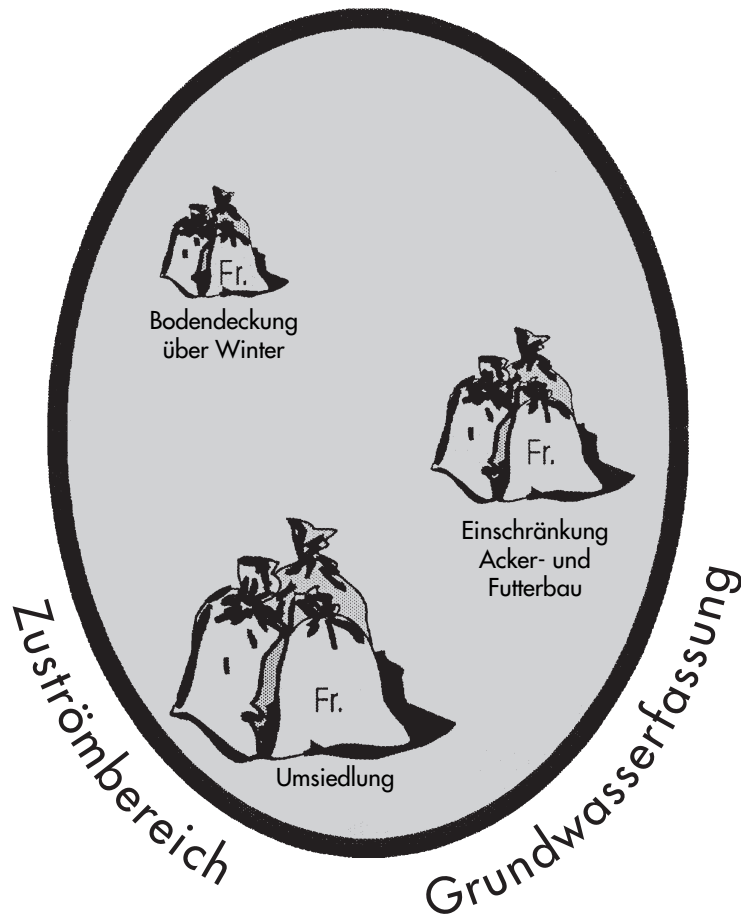 Fr.
Bodendeckung
über Winter
Fr.
Einschränkung
Acker- und
Futterbau
Fr.
Umsiedlung
Zuströmbereich
Grundwasserfassung